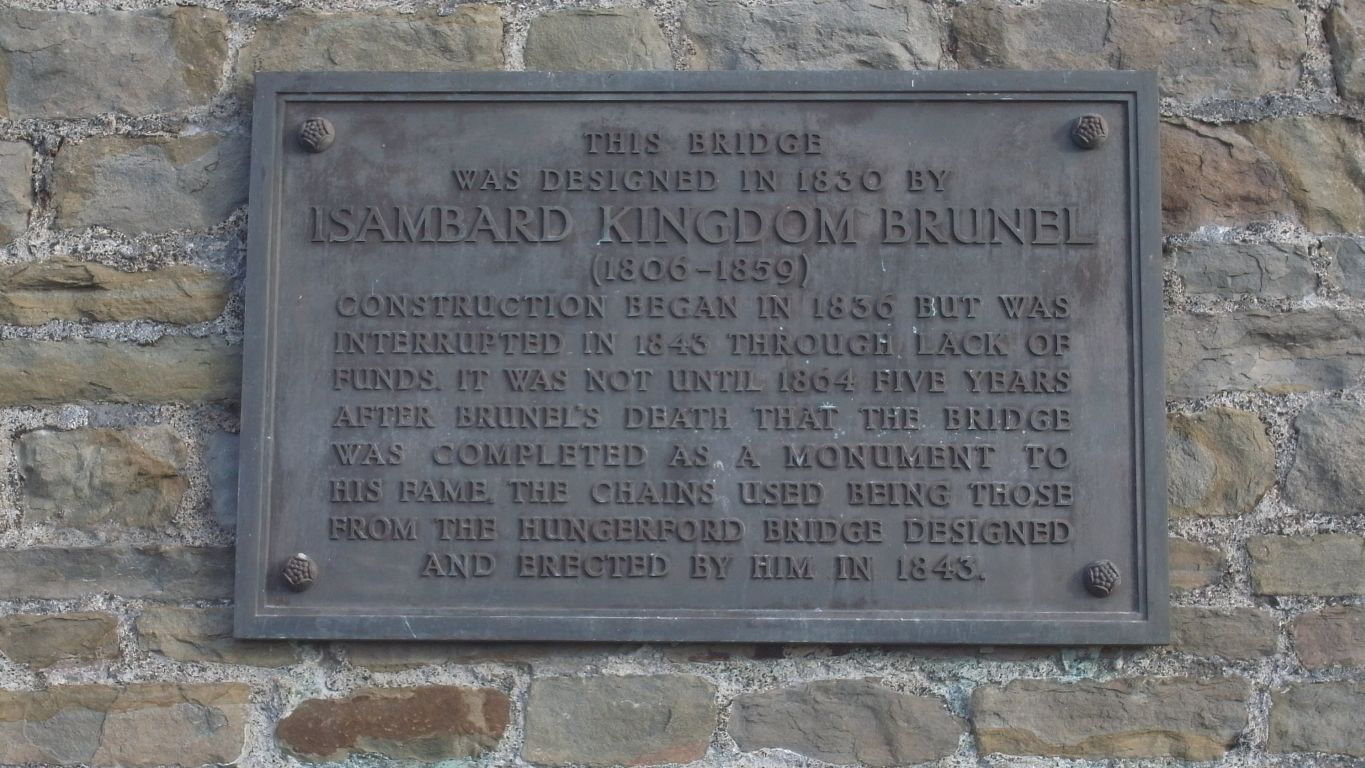 THIS BRIDGE
WAS DESIGNED IN 1830 BY
ISAMBARD KINGDOM BRUNEL
(1806-1859)
CONSTRUCTION BEGAN IN 1836 BUT WAS
INTERRUPTED IN 1843 THROUGH LACK OF
FUNDS. IT WAS NOT UNTIL 1864 FIVE YEARS
AFTER BRUNEL'S DEATH THAT THE BRIDGE
WAS COMPLETED AS A MONUMENT TO
HIS FAME, THE CHAINS USED BEING THOSE
FROM THE HUNGERFORD BRIDGE DESIGNED
AND ERECTED BY HIM IN 1843.